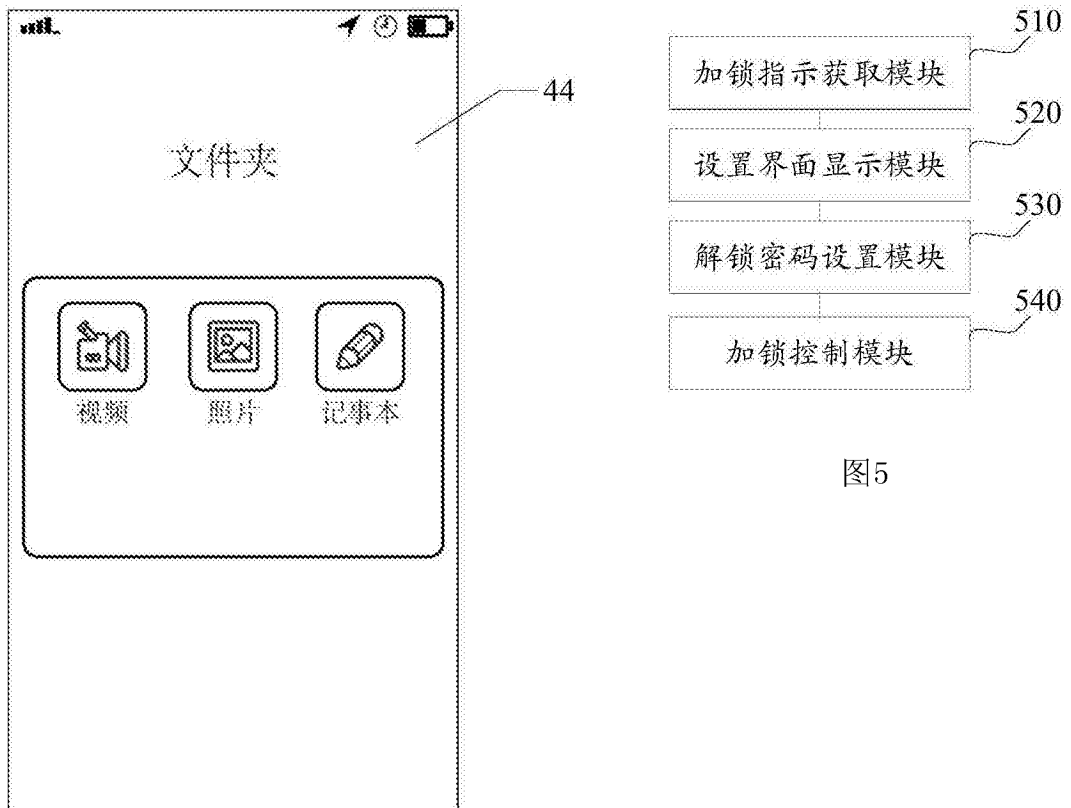 44
文件夹
视频 照片 记事本
510
加锁指示获取模块
520
设置界面显示模块
530
解锁密码设置模块
540
加锁控制模块
图5